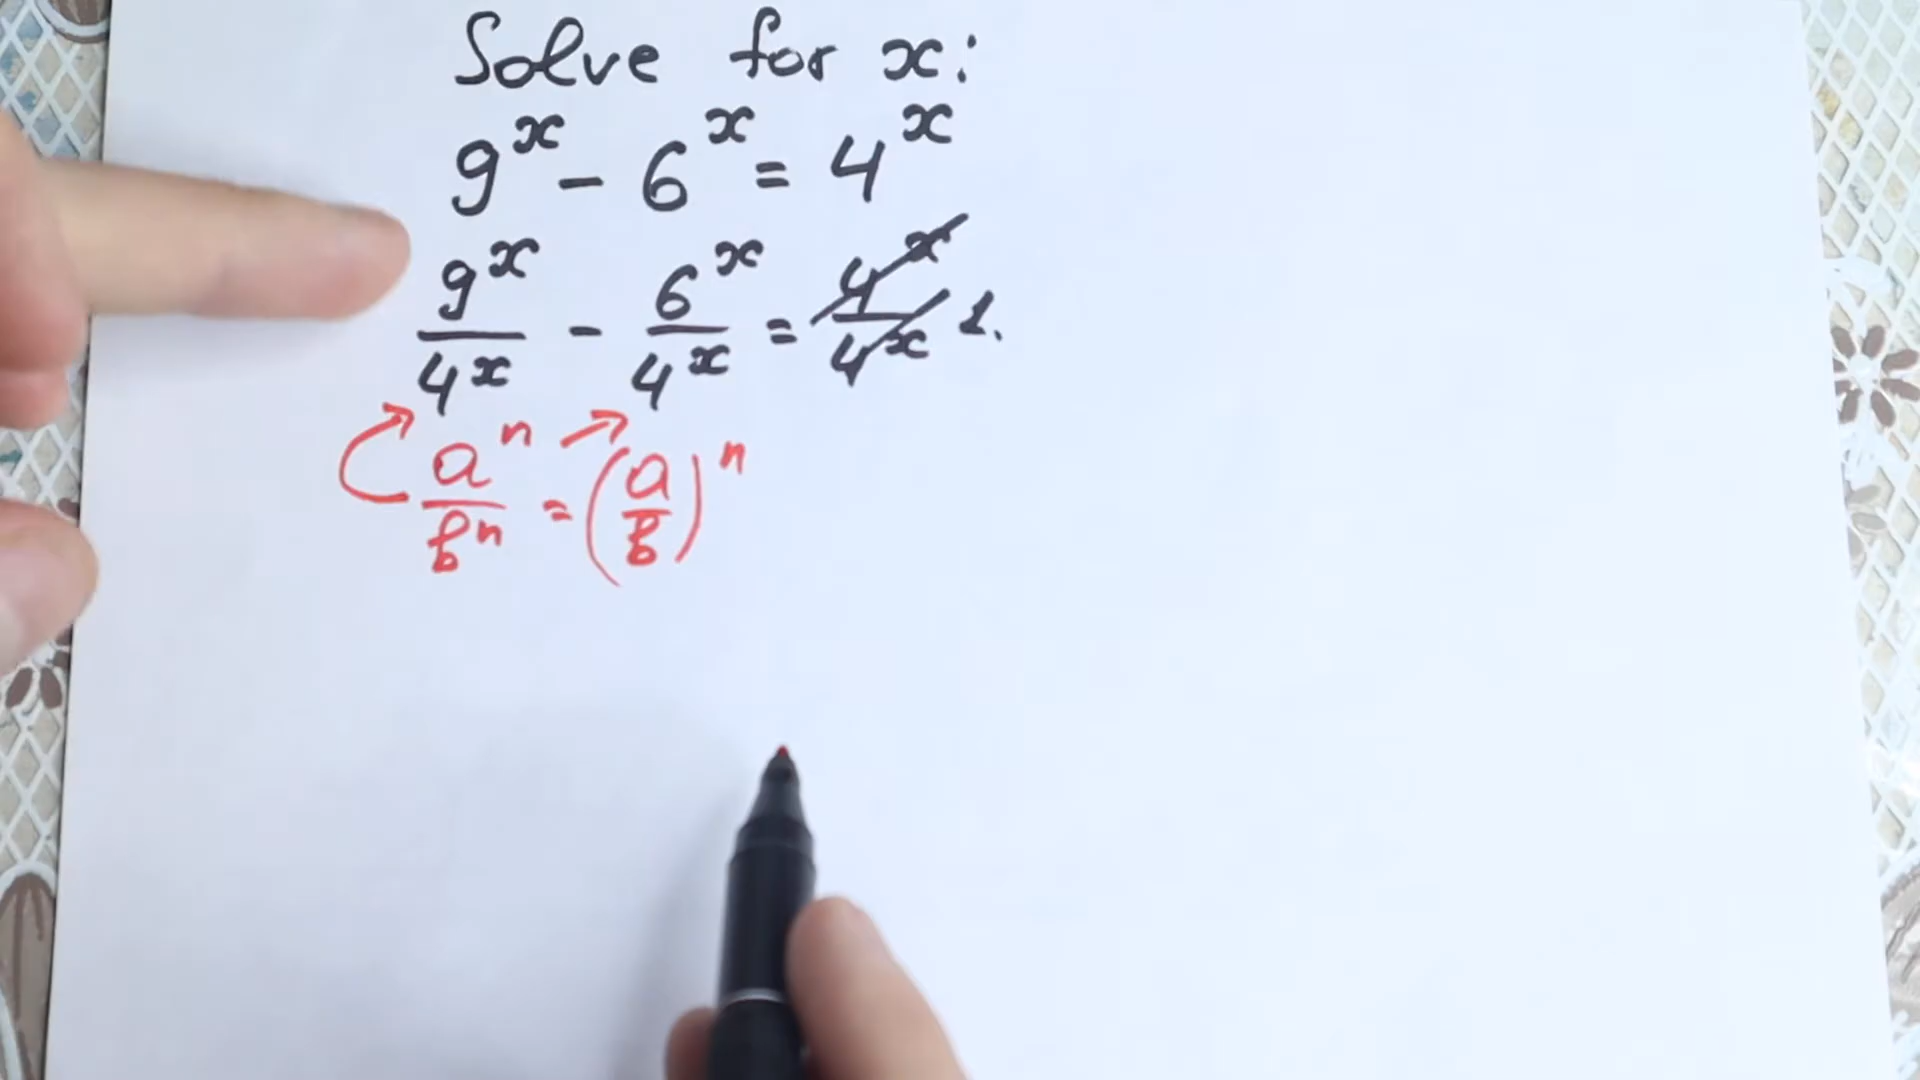 Solve for x:
9^x - 6^x = 4^x
9^x/4^x - 6^x/4^x = 4^x/4^x 1.
a^n/b^n = (a/b)^n